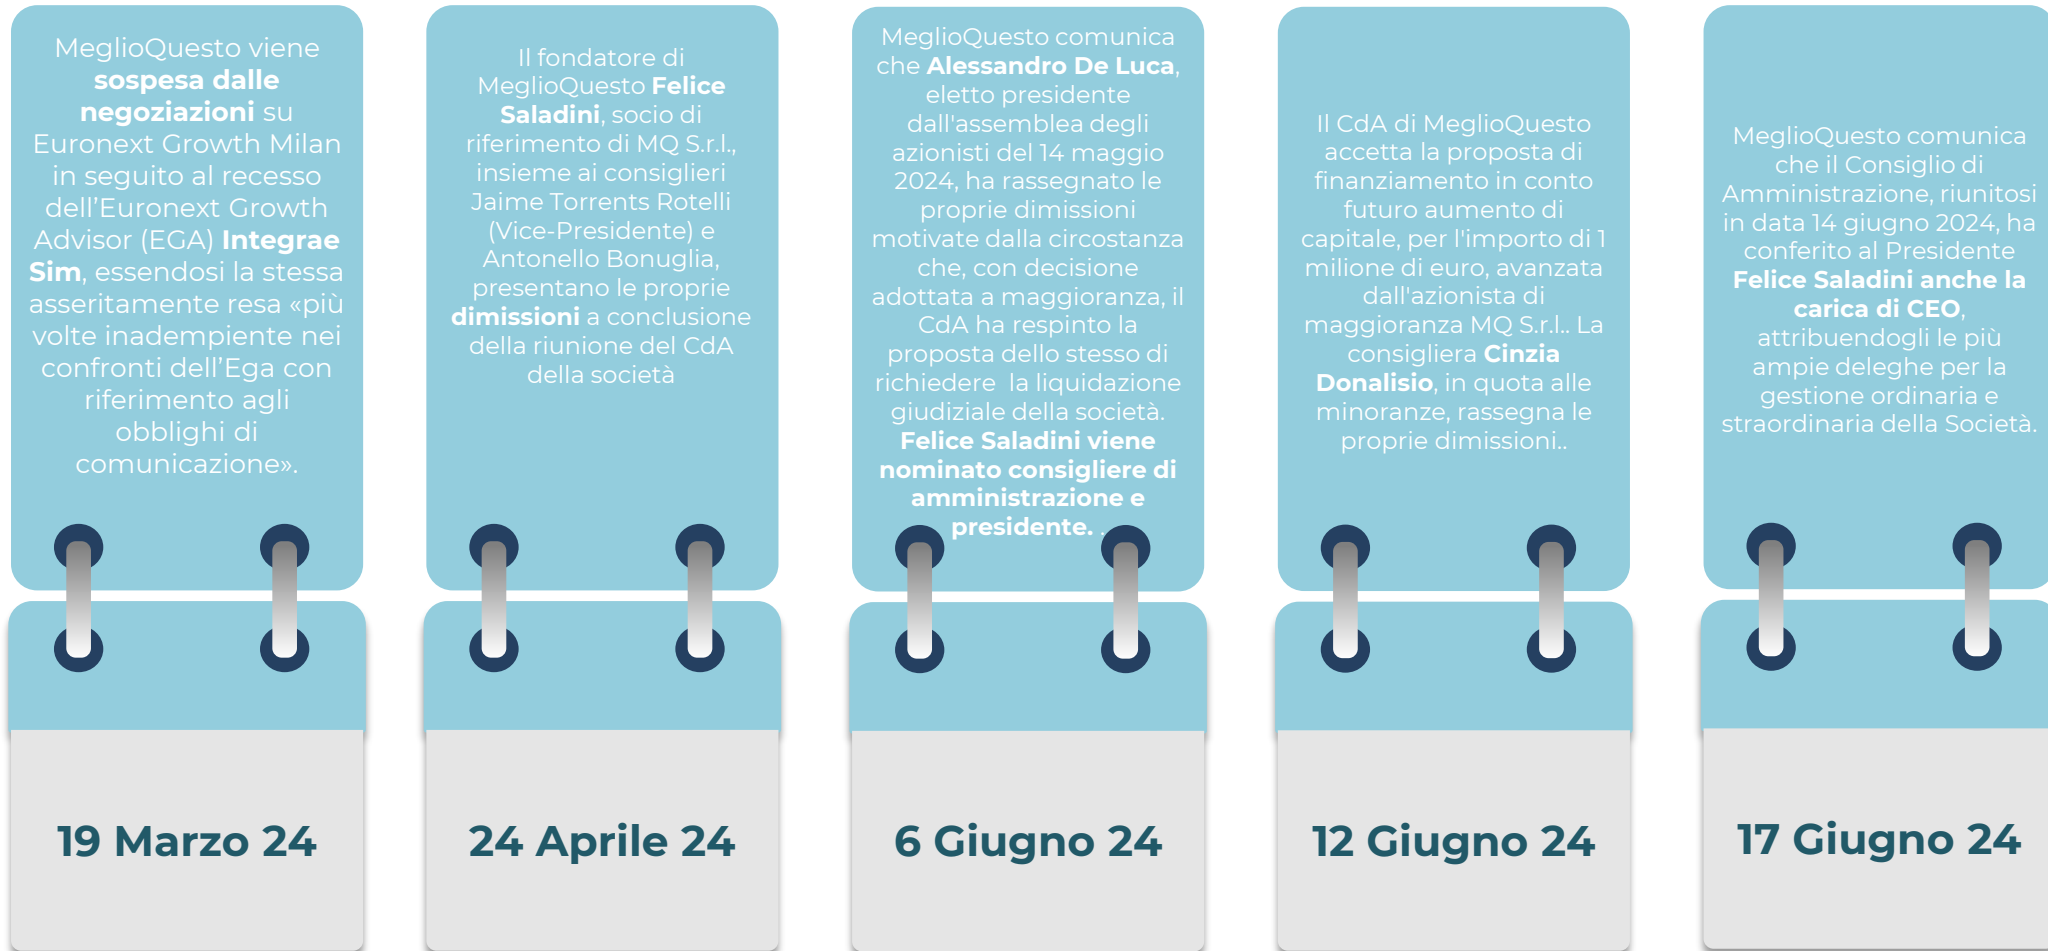 MeglioQuesto viene
sospesa dalle
negoziazioni su
Euronext Growth Milan
in seguito al recesso
dell’Euronext Growth
Advisor (EGA) Integrae
Sim, essendosi la stessa
asseritamente resa «più
volte inadempiente nei
confronti dell’Ega con
riferimento agli
obblighi di
comunicazione».
19 Marzo 24
Il fondatore di
MeglioQuesto Felice
Saladini, socio di
riferimento di MQ S.r.l.,
insieme ai consiglieri
Jaime Torrents Rotelli
(Vice-Presidente) e
Antonello Bonuglia,
presentano le proprie
dimissioni a conclusione
della riunione del CdA
della società
24 Aprile 24
MeglioQuesto comunica
che Alessandro De Luca,
eletto presidente
dall'assemblea degli
azionisti del 14 maggio
2024, ha rassegnato le
proprie dimissioni
motivate dalla circostanza
che, con decisione
adottata a maggioranza, il
CdA ha respinto la
proposta dello stesso di
richiedere  la liquidazione
giudiziale della società.
Felice Saladini viene
nominato consigliere di
amministrazione e
presidente. .
6 Giugno 24
Il CdA di MeglioQuesto
accetta la proposta di
finanziamento in conto
futuro aumento di
capitale, per l'importo di 1
milione di euro, avanzata
dall'azionista di
maggioranza MQ S.r.l.. La
consigliera Cinzia
Donalisio, in quota alle
minoranze, rassegna le
proprie dimissioni..
12 Giugno 24
MeglioQuesto comunica
che il Consiglio di
Amministrazione, riunitosi
in data 14 giugno 2024, ha
conferito al Presidente
Felice Saladini anche la
carica di CEO,
attribuendogli le più
ampie deleghe per la
gestione ordinaria e
straordinaria della Società.
17 Giugno 24